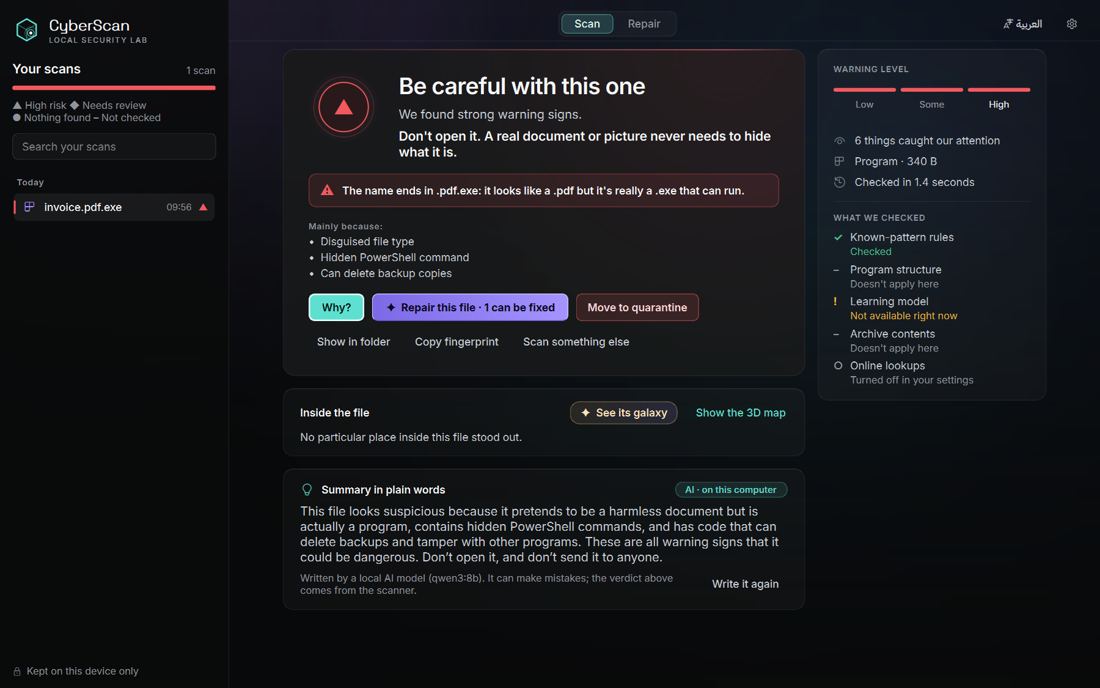 CyberScan
LOCAL SECURITY LAB
Your scans
1 scan
▲ High risk ◆ Needs review
● Nothing found – Not checked
Search your scans
Today
invoice.pdf.exe 09:56 ▲
Kept on this device only
Scan Repair
العربية
Be careful with this one
We found strong warning signs.
Don't open it. A real document or picture never needs to hide
what it is.
The name ends in .pdf.exe: it looks like a .pdf but it's really a .exe that can run.
Mainly because:
• Disguised file type
• Hidden PowerShell command
• Can delete backup copies
Why? ✦ Repair this file · 1 can be fixed Move to quarantine
Show in folder Copy fingerprint Scan something else
Inside the file ✦ See its galaxy Show the 3D map
No particular place inside this file stood out.
Summary in plain words AI · on this computer
This file looks suspicious because it pretends to be a harmless document but is
actually a program, contains hidden PowerShell commands, and has code that can
delete backups and tamper with other programs. These are all warning signs that it
could be dangerous. Don’t open it, and don’t send it to anyone.
Written by a local AI model (qwen3:8b). It can make mistakes; the verdict above
comes from the scanner.
Write it again
WARNING LEVEL
Low Some High
6 things caught our attention
Program · 340 B
Checked in 1.4 seconds
WHAT WE CHECKED
Known-pattern rules
Checked
Program structure
Doesn't apply here
Learning model
Not available right now
Archive contents
Doesn't apply here
Online lookups
Turned off in your settings